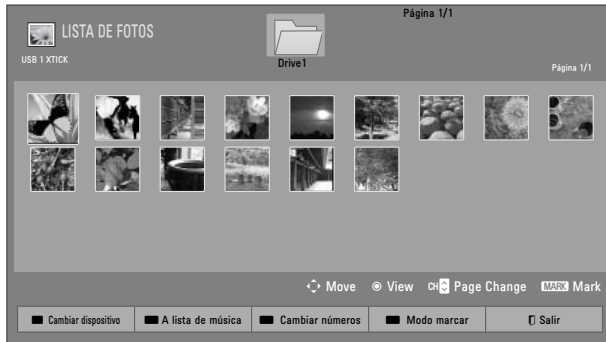 Página 1/1
LISTA DE FOTOS
USB 1 XTICK
Drive1
Página 1/1
Move View CH Page Change MARK Mark
Cambiar dispositivo A lista de música Cambiar números Modo marcar Salir